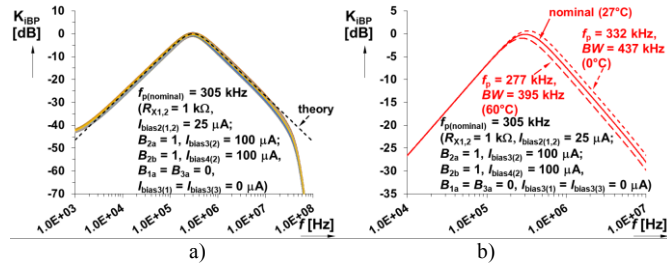 K_iBP
[dB]
0
-10
-20
-30
-40
-50
-60
-70
f_p(nominal) = 305 kHz
(R_X1,2 = 1 kΩ,
I_bias2(1,2) = 25 μA;
B_2a = 1, I_bias3(2) = 100 μA;
B_2b = 1, I_bias4(2) = 100 μA,
B_1a = B_3a = 0,
I_bias3(1) = I_bias3(3) = 0 μA)
theory
1.0E+03
1.0E+04
1.0E+05
1.0E+06
1.0E+07
1.0E+08
f [Hz]
a)
K_iBP
[dB]
5
0
-5
-10
-15
-20
-25
-30
-35
nominal (27°C)
f_p = 332 kHz,
BW = 437 kHz
(0°C)
f_p = 277 kHz,
BW = 395 kHz
(60°C)
f_p(nominal) = 305 kHz
(R_X1,2 = 1 kΩ, I_bias2(1,2) = 25 μA;
B_2a = 1, I_bias3(2) = 100 μA;
B_2b = 1, I_bias4(2) = 100 μA,
B_1a = B_3a = 0, I_bias3(1) = I_bias3(3) = 0 μA)
1.0E+04
1.0E+05
1.0E+06
1.0E+07
f [Hz]
b)